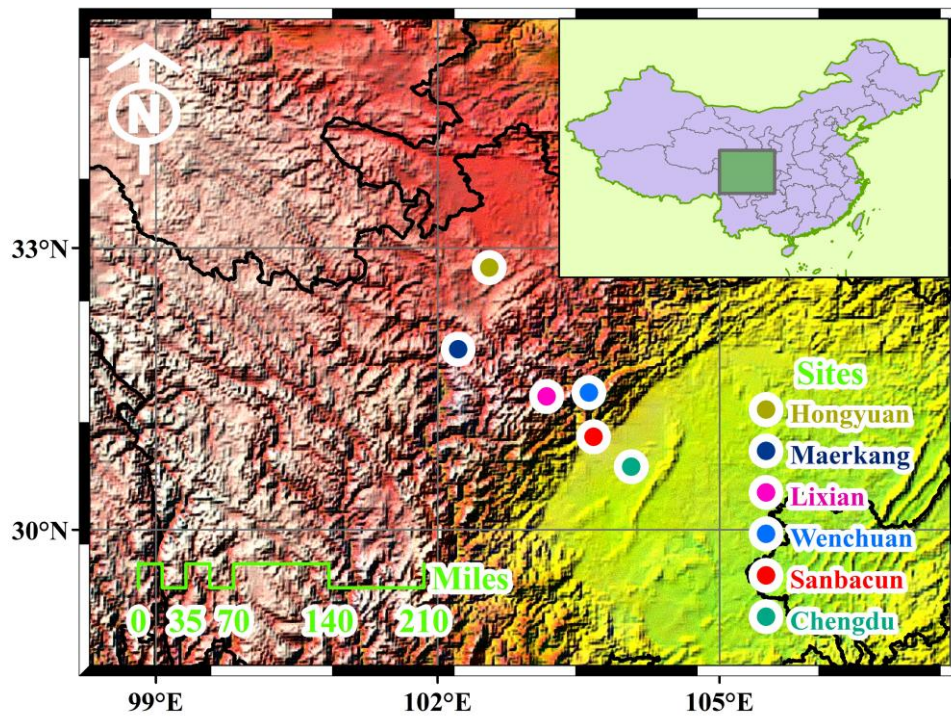 N
33°N
30°N
Sites
Hongyuan
Maerkang
Lixian
Wenchuan
Sanbacun
Chengdu
Miles
0 35 70 140 210
99°E 102°E 105°E